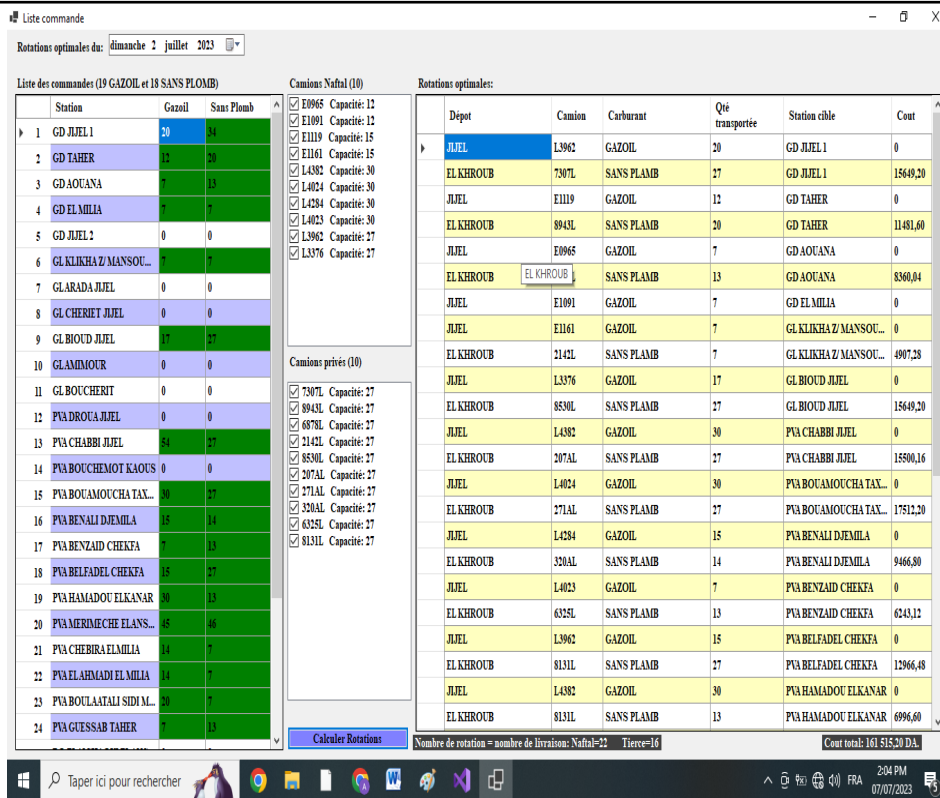 Liste commande
Rotations optimales du: dimanche 2 juillet 2023
Liste des commandes (19 GAZOIL et 18 SANS PLOMB)
Station Gazoil Sans Plomb
1 GD JIJEL 1 20 34
2 GD TAHER 12 20
3 GD AOUANA 7 13
4 GD EL MILIA 7 7
5 GD JIJEL 2 0 0
6 GL KLIKHA Z/ MANSOU... 7 7
7 GL ARADA JIJEL 0 0
8 GL CHERIET JIJEL 0 0
9 GL BIOUD JIJEL 17 27
10 GL AMIMOUR 0 0
11 GL BOUCHERIT 0 0
12 PVA DROUA JIJEL 0 0
13 PVA CHABBI JIJEL 54 27
14 PVA BOUCHEMOT KAOUS 0 0
15 PVA BOUAMOUCHA TAX... 30 27
16 PVA BENALI DJEMILA 15 14
17 PVA BENZAID CHEKFA 7 13
18 PVA BELFADEL CHEKFA 15 27
19 PVA HAMADOU ELKANAR 30 13
20 PVA MERIMECHE ELANS... 45 46
21 PVA CHEBIRA ELMILIA 14 7
22 PVA EL AHMADI EL MILIA 14 7
23 PVA BOULAATALI SIDI M... 20 7
24 PVA GUESSAB TAHER 7 13
Camions Naftal (10)
E0965 Capacité: 12
E1091 Capacité: 12
E1119 Capacité: 15
E1161 Capacité: 15
L4382 Capacité: 30
L4024 Capacité: 30
L4284 Capacité: 30
L4023 Capacité: 30
L3962 Capacité: 27
L3376 Capacité: 27
Camions privés (10)
7307L Capacité: 27
8943L Capacité: 27
6878L Capacité: 27
2142L Capacité: 27
8530L Capacité: 27
207AL Capacité: 27
271AL Capacité: 27
320AL Capacité: 27
6325L Capacité: 27
8131L Capacité: 27
Calculer Rotations
Rotations optimales:
Dépot Camion Carburant Qté transportée Station cible Cout
JIJEL L3962 GAZOIL 20 GD JIJEL 1 0
EL KHROUB 7307L SANS PLAMB 27 GD JIJEL 1 15649,20
JIJEL E1119 GAZOIL 12 GD TAHER 0
EL KHROUB 8943L SANS PLAMB 20 GD TAHER 11481,60
JIJEL E0965 GAZOIL 7 GD AOUANA 0
EL KHROUB SANS PLAMB 13 GD AOUANA 8360,04
EL KHROUB
JIJEL E1091 GAZOIL 7 GD EL MILIA 0
JIJEL E1161 GAZOIL 7 GL KLIKHA Z/ MANSOU... 0
EL KHROUB 2142L SANS PLAMB 7 GL KLIKHA Z/ MANSOU... 4907,28
JIJEL L3376 GAZOIL 17 GL BIOUD JIJEL 0
EL KHROUB 8530L SANS PLAMB 27 GL BIOUD JIJEL 15649,20
JIJEL L4382 GAZOIL 30 PVA CHABBI JIJEL 0
EL KHROUB 207AL SANS PLAMB 27 PVA CHABBI JIJEL 15500,16
JIJEL L4024 GAZOIL 30 PVA BOUAMOUCHA TAX... 0
EL KHROUB 271AL SANS PLAMB 27 PVA BOUAMOUCHA TAX... 17512,20
JIJEL L4284 GAZOIL 15 PVA BENALI DJEMILA 0
EL KHROUB 320AL SANS PLAMB 14 PVA BENALI DJEMILA 9466,80
JIJEL L4023 GAZOIL 7 PVA BENZAID CHEKFA 0
EL KHROUB 6325L SANS PLAMB 13 PVA BENZAID CHEKFA 6243,12
JIJEL L3962 GAZOIL 15 PVA BELFADEL CHEKFA 0
EL KHROUB 8131L SANS PLAMB 27 PVA BELFADEL CHEKFA 12966,48
JIJEL L4382 GAZOIL 30 PVA HAMADOU ELKANAR 0
EL KHROUB 8131L SANS PLAMB 13 PVA HAMADOU ELKANAR 6996,60
Nombre de rotation = nombre de livraison: Naftal=22 Tierce=16
Cout total: 161 515,20 DA.
Taper ici pour rechercher
FRA
2:04 PM
07/07/2023